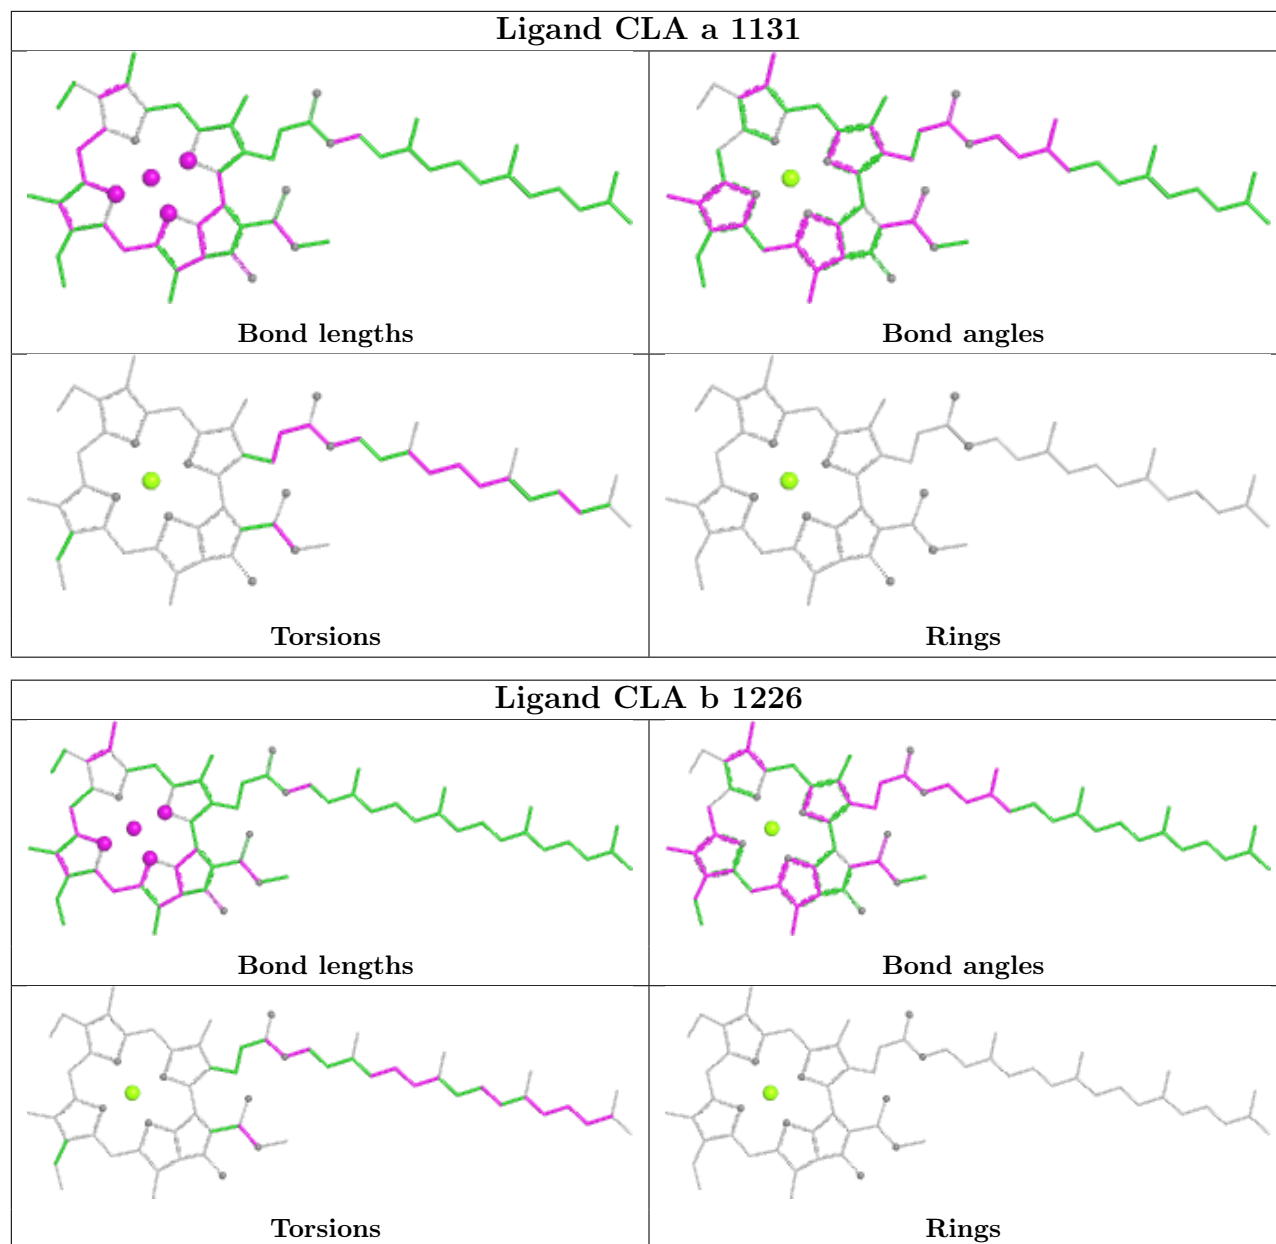 Ligand CLA a 1131
Bond lengths
Bond angles
Torsions
Rings
Ligand CLA b 1226
Bond lengths
Bond angles
Torsions
Rings